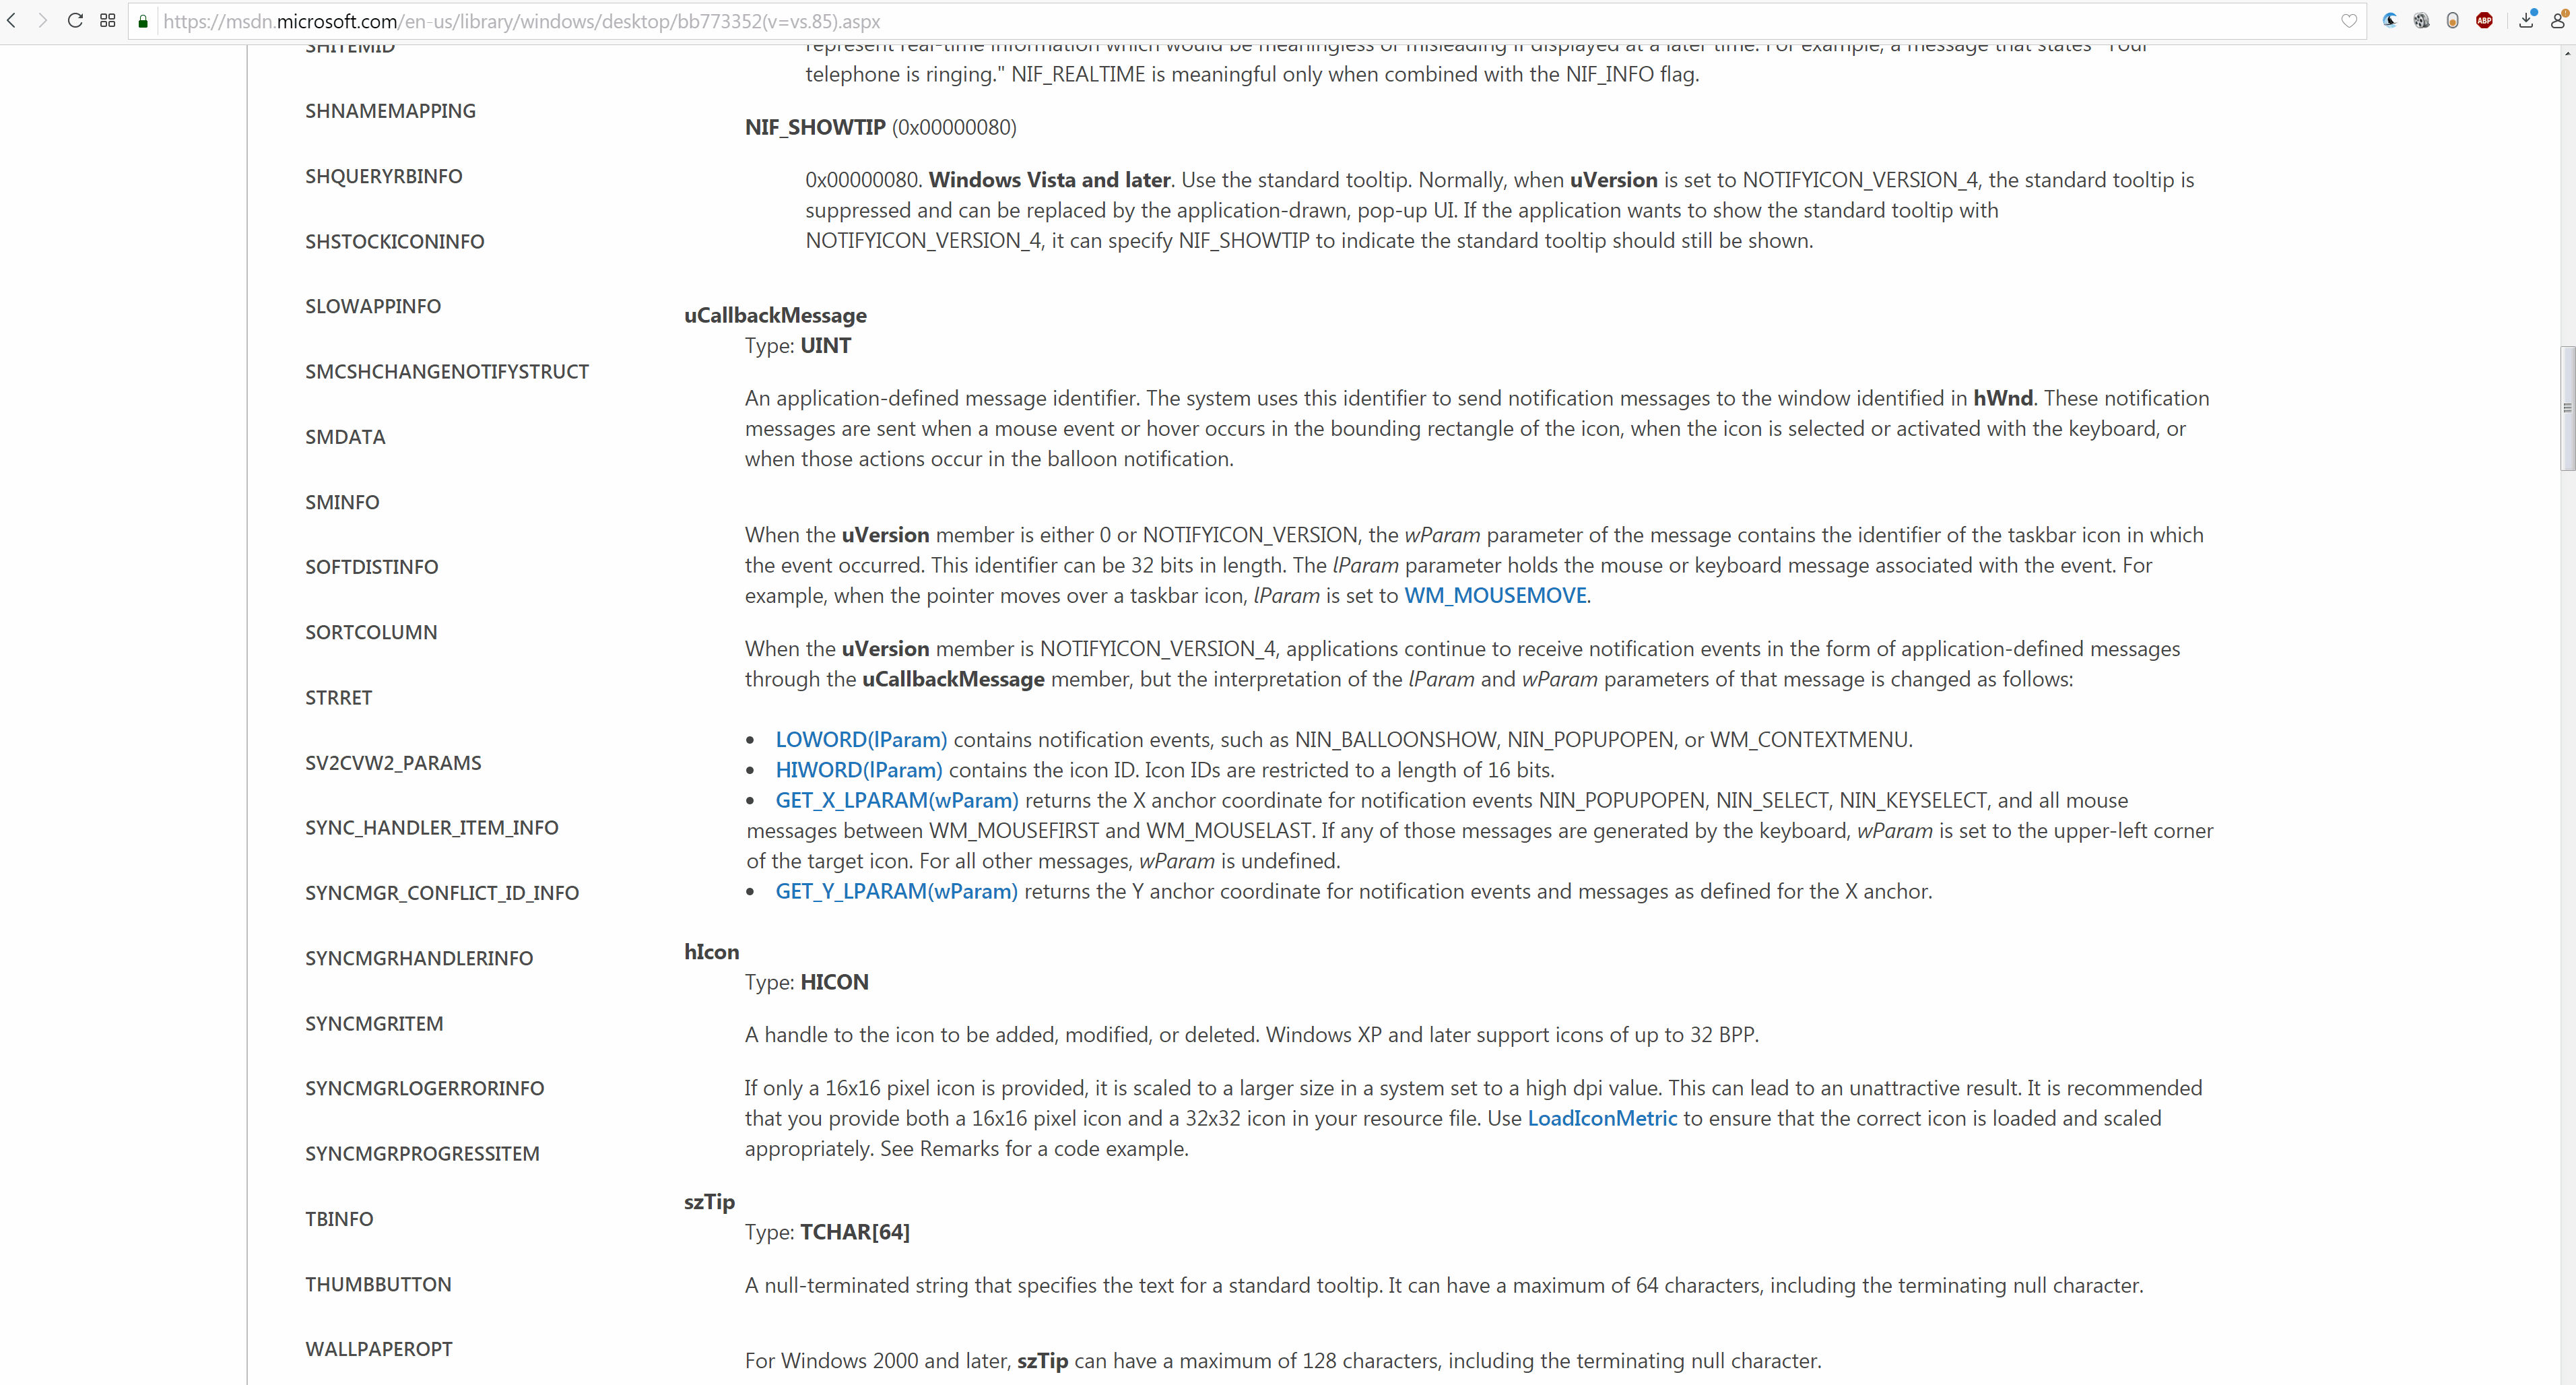 https://msdn.microsoft.com/en-us/library/windows/desktop/bb773352(v=vs.85).aspx
ABP
SHITEMID
SHNAMEMAPPING
SHQUERYRBINFO
SHSTOCKICONINFO
SLOWAPPINFO
SMCSHCHANGENOTIFYSTRUCT
SMDATA
SMINFO
SOFTDISTINFO
SORTCOLUMN
STRRET
SV2CVW2_PARAMS
SYNC_HANDLER_ITEM_INFO
SYNCMGR_CONFLICT_ID_INFO
SYNCMGRHANDLERINFO
SYNCMGRITEM
SYNCMGRLOGERRORINFO
SYNCMGRPROGRESSITEM
TBINFO
THUMBBUTTON
WALLPAPEROPT
represent real-time information which would be meaningless or misleading if displayed at a later time. For example, a message that states "Your
telephone is ringing." NIF_REALTIME is meaningful only when combined with the NIF_INFO flag.
NIF_SHOWTIP (0x00000080)
0x00000080. Windows Vista and later. Use the standard tooltip. Normally, when uVersion is set to NOTIFYICON_VERSION_4, the standard tooltip is
suppressed and can be replaced by the application-drawn, pop-up UI. If the application wants to show the standard tooltip with
NOTIFYICON_VERSION_4, it can specify NIF_SHOWTIP to indicate the standard tooltip should still be shown.
uCallbackMessage
Type: UINT
An application-defined message identifier. The system uses this identifier to send notification messages to the window identified in hWnd. These notification
messages are sent when a mouse event or hover occurs in the bounding rectangle of the icon, when the icon is selected or activated with the keyboard, or
when those actions occur in the balloon notification.
When the uVersion member is either 0 or NOTIFYICON_VERSION, the wParam parameter of the message contains the identifier of the taskbar icon in which
the event occurred. This identifier can be 32 bits in length. The lParam parameter holds the mouse or keyboard message associated with the event. For
example, when the pointer moves over a taskbar icon, lParam is set to WM_MOUSEMOVE.
When the uVersion member is NOTIFYICON_VERSION_4, applications continue to receive notification events in the form of application-defined messages
through the uCallbackMessage member, but the interpretation of the lParam and wParam parameters of that message is changed as follows:
• LOWORD(lParam) contains notification events, such as NIN_BALLOONSHOW, NIN_POPUPOPEN, or WM_CONTEXTMENU.
• HIWORD(lParam) contains the icon ID. Icon IDs are restricted to a length of 16 bits.
• GET_X_LPARAM(wParam) returns the X anchor coordinate for notification events NIN_POPUPOPEN, NIN_SELECT, NIN_KEYSELECT, and all mouse
messages between WM_MOUSEFIRST and WM_MOUSELAST. If any of those messages are generated by the keyboard, wParam is set to the upper-left corner
of the target icon. For all other messages, wParam is undefined.
• GET_Y_LPARAM(wParam) returns the Y anchor coordinate for notification events and messages as defined for the X anchor.
hIcon
Type: HICON
A handle to the icon to be added, modified, or deleted. Windows XP and later support icons of up to 32 BPP.
If only a 16x16 pixel icon is provided, it is scaled to a larger size in a system set to a high dpi value. This can lead to an unattractive result. It is recommended
that you provide both a 16x16 pixel icon and a 32x32 icon in your resource file. Use LoadIconMetric to ensure that the correct icon is loaded and scaled
appropriately. See Remarks for a code example.
szTip
Type: TCHAR[64]
A null-terminated string that specifies the text for a standard tooltip. It can have a maximum of 64 characters, including the terminating null character.
For Windows 2000 and later, szTip can have a maximum of 128 characters, including the terminating null character.